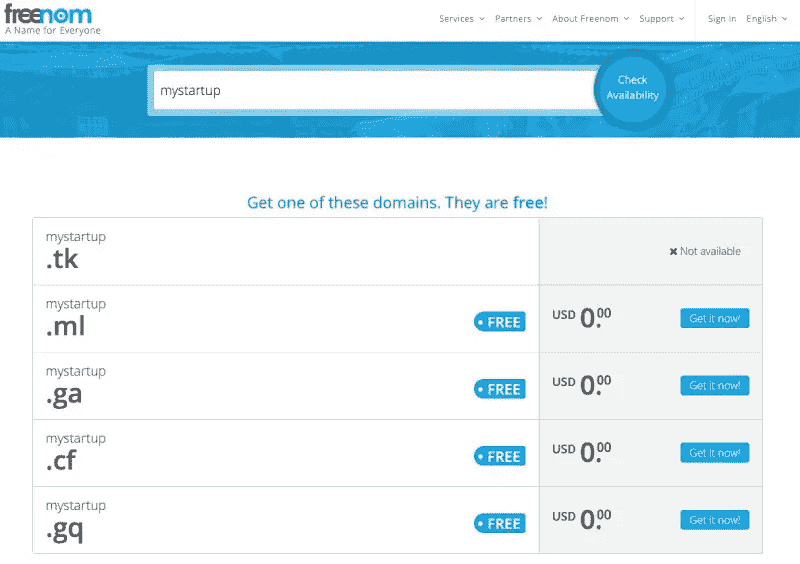 freenom
A Name for Everyone
Services Partners About Freenom Support Sign in English
mystartup
Check
Availability
Get one of these domains. They are free!
mystartup
.tk
✖ Not available
mystartup
.ml
FREE
USD 0.00
Get it now!
mystartup
.ga
FREE
USD 0.00
Get it now!
mystartup
.cf
FREE
USD 0.00
Get it now!
mystartup
.gq
FREE
USD 0.00
Get it now!